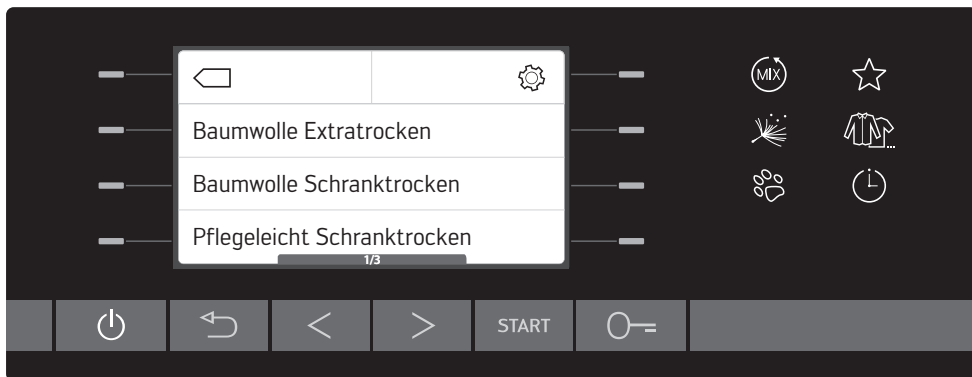 Baumwolle Extratrocken
Baumwolle Schranktrocken
Pflegeleicht Schranktrocken
1/3
MIX
START